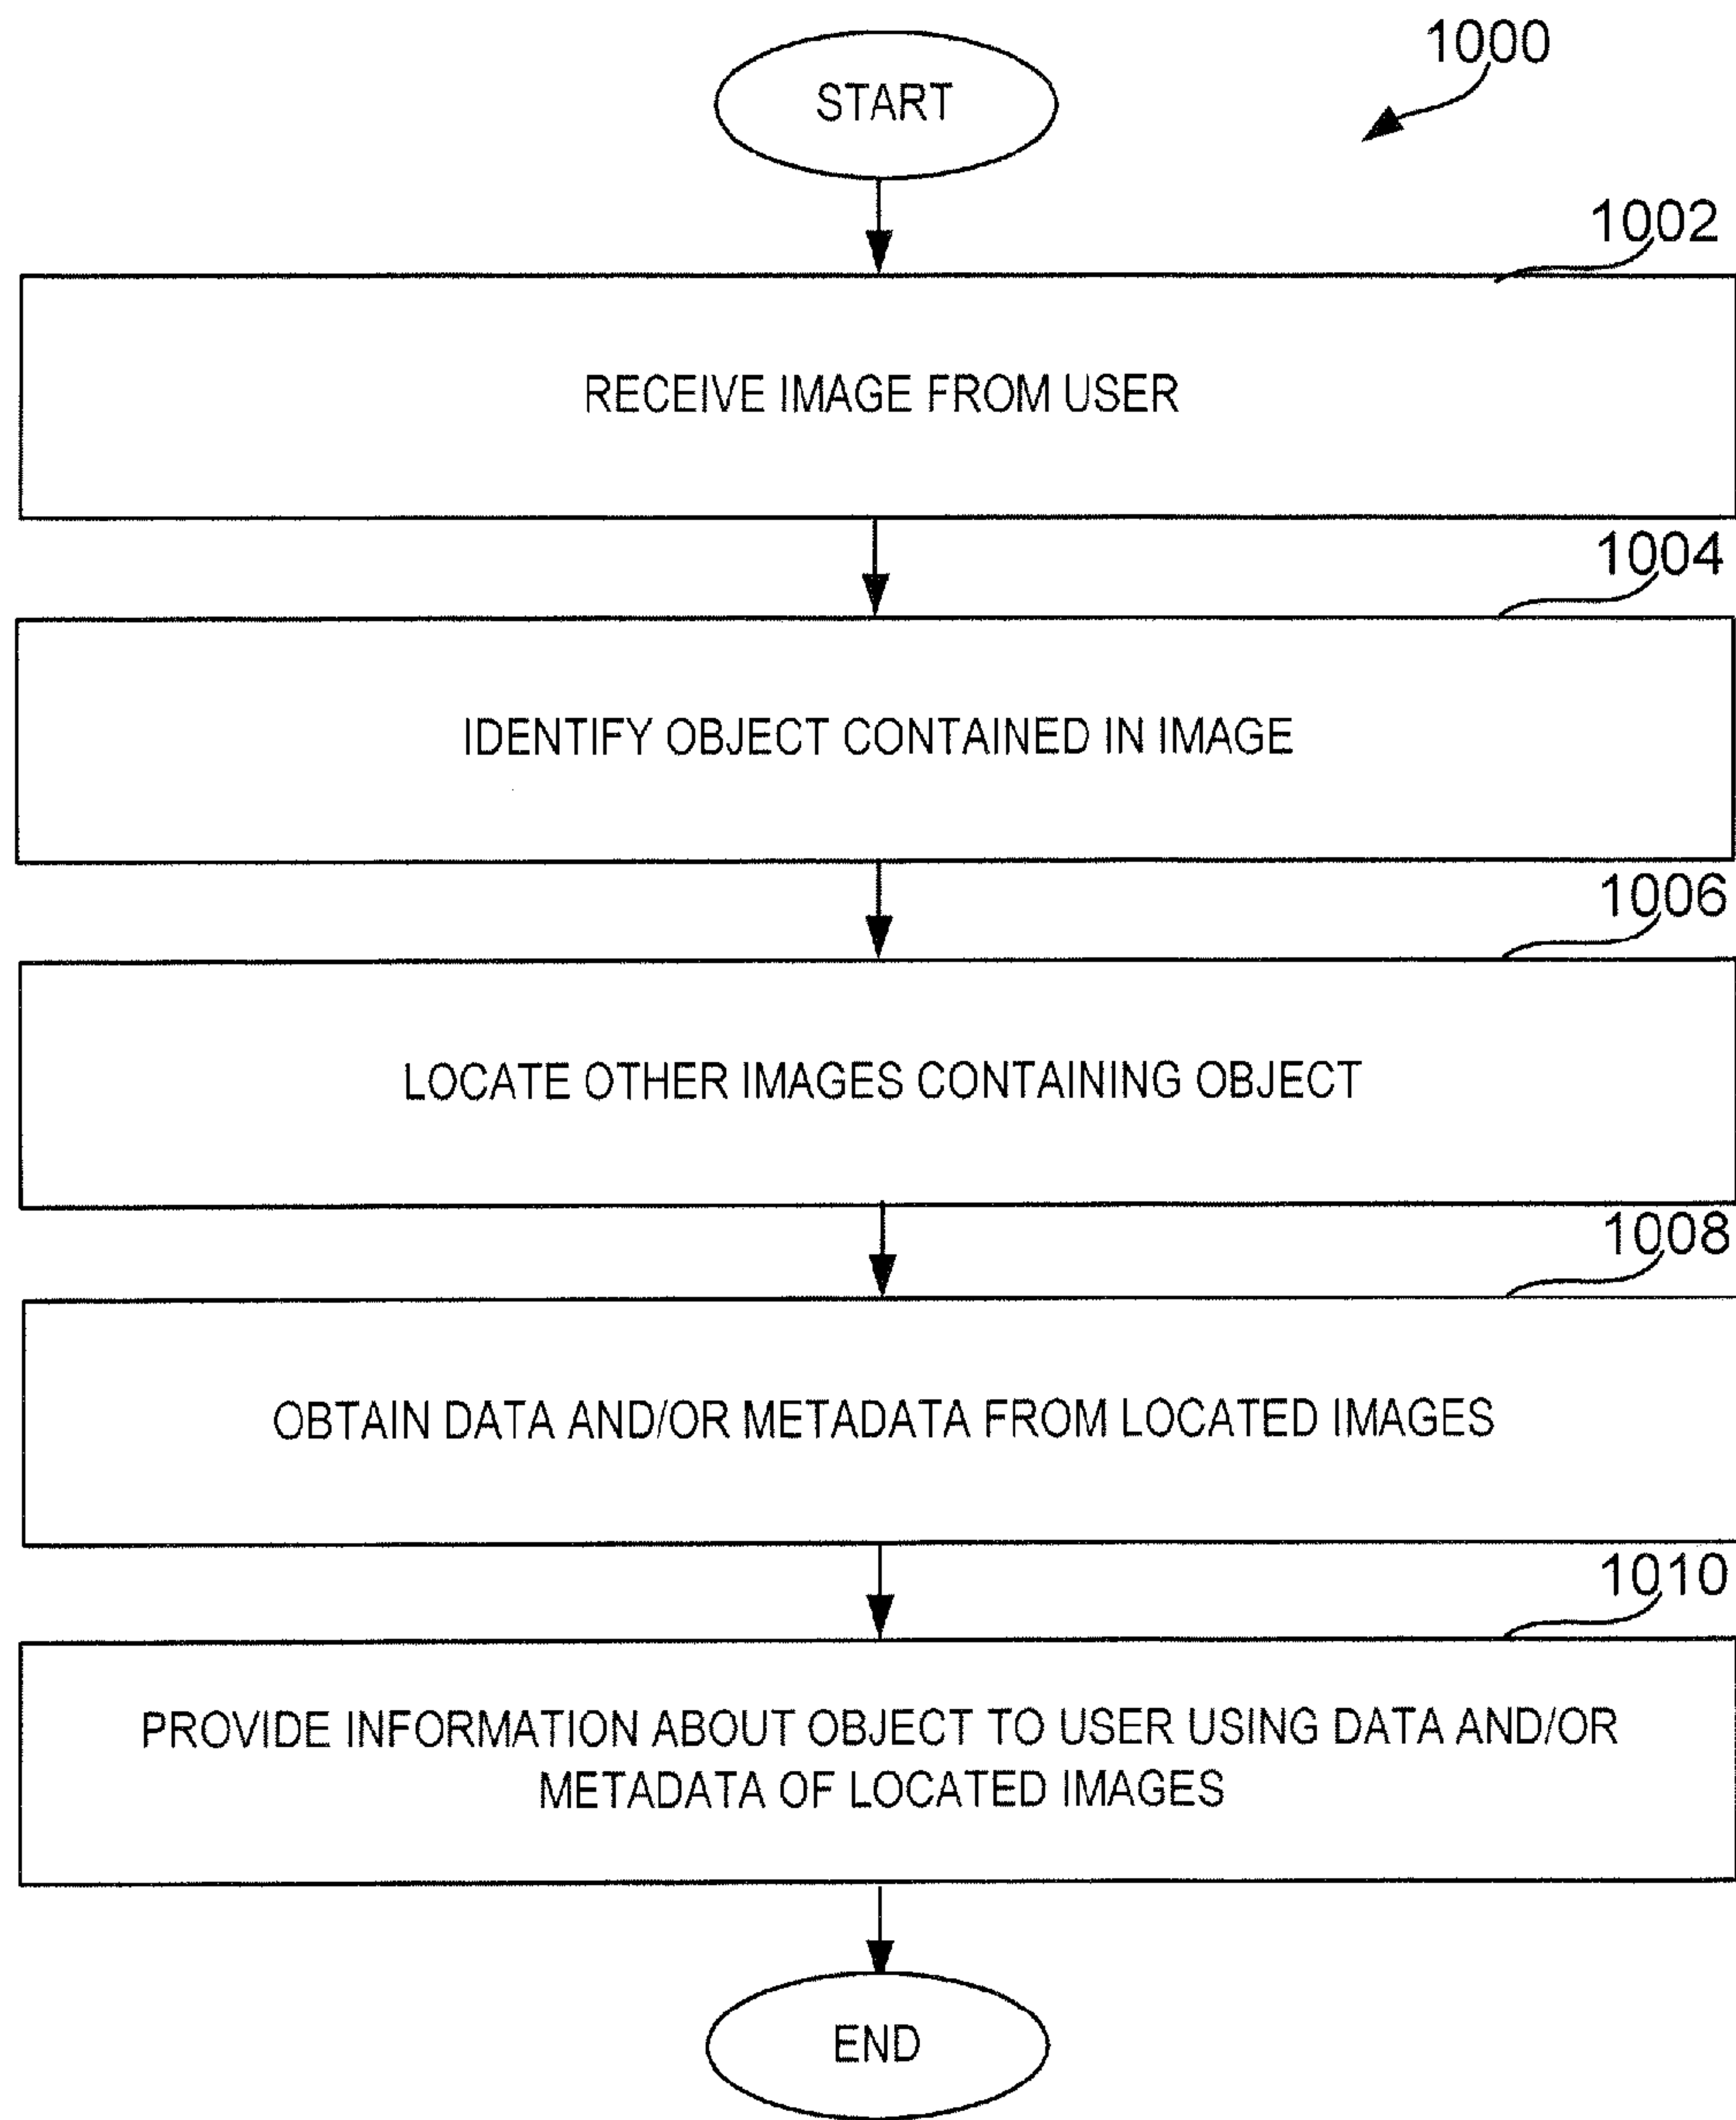 1000
START
1002
RECEIVE IMAGE FROM USER
1004
IDENTIFY OBJECT CONTAINED IN IMAGE
1006
LOCATE OTHER IMAGES CONTAINING OBJECT
1008
OBTAIN DATA AND/OR METADATA FROM LOCATED IMAGES
1010
PROVIDE INFORMATION ABOUT OBJECT TO USER USING DATA AND/OR
METADATA OF LOCATED IMAGES
END